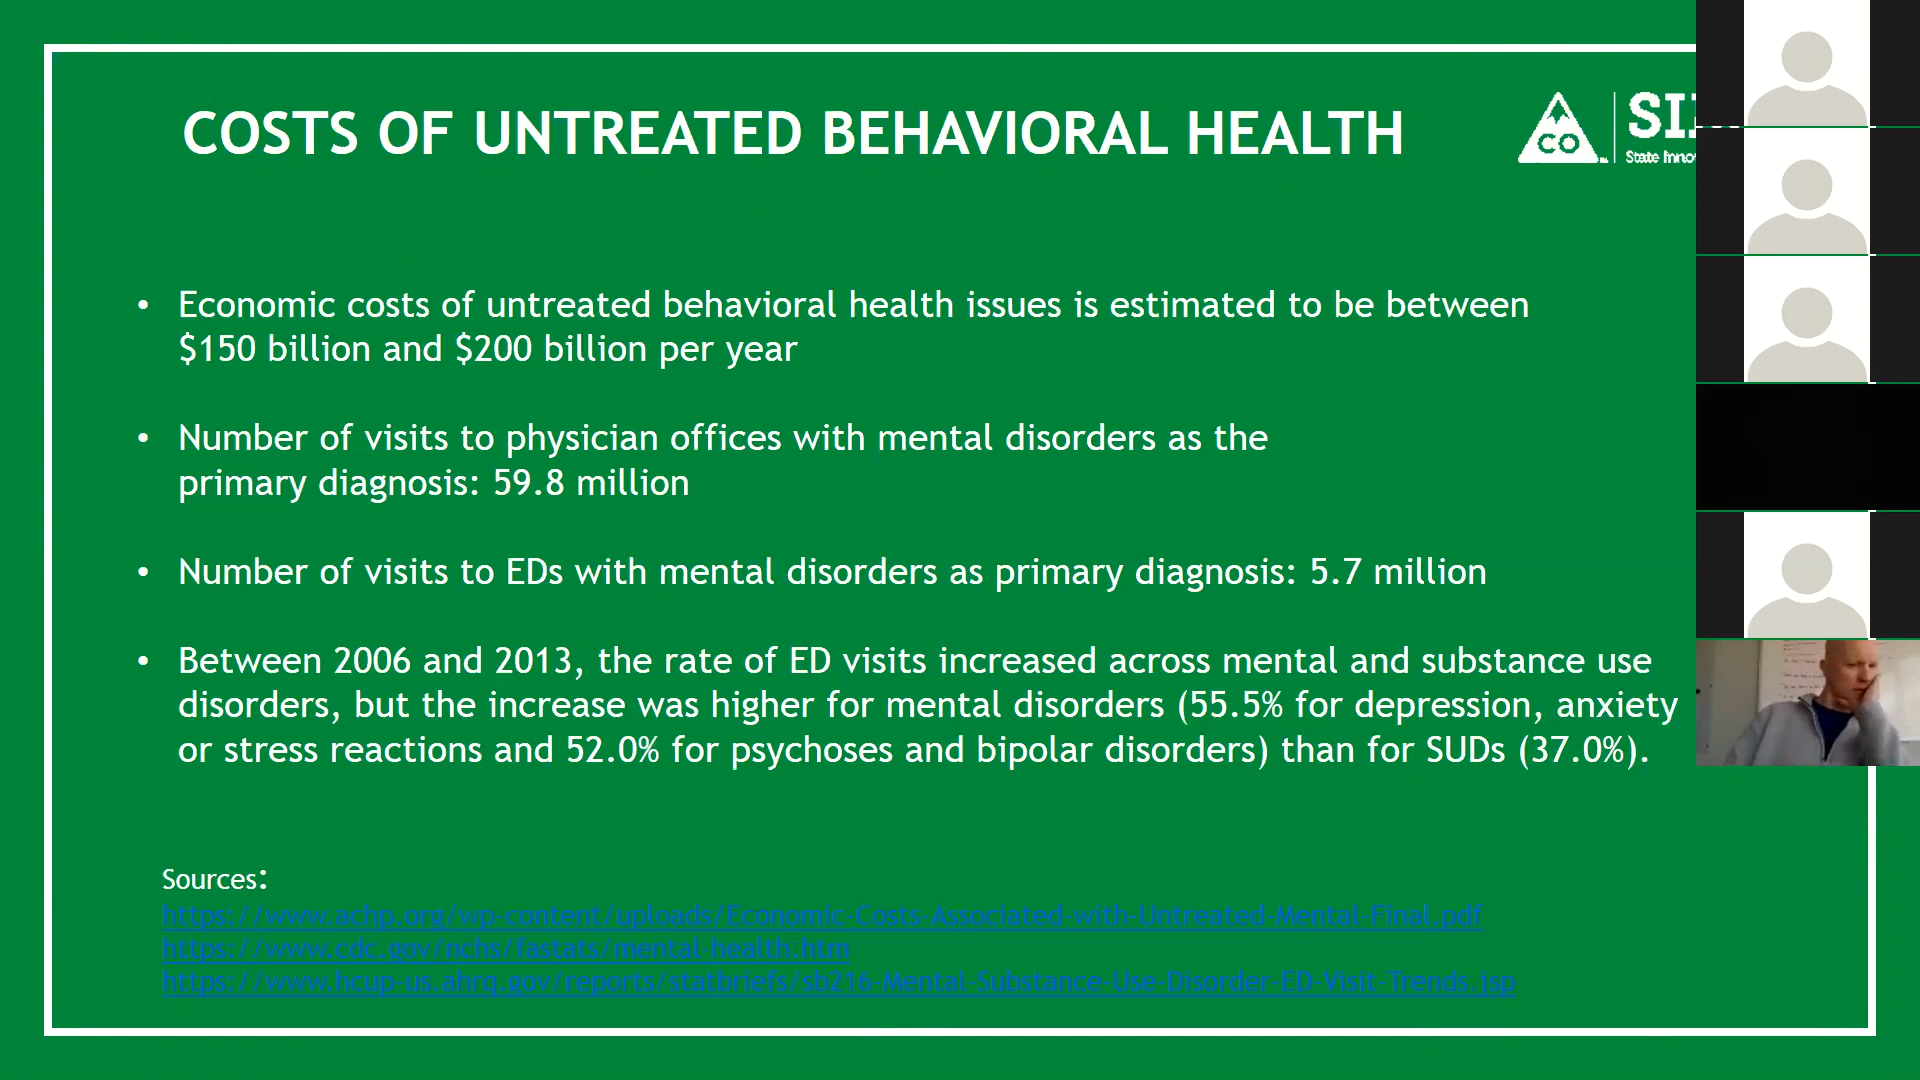 COSTS OF UNTREATED BEHAVIORAL HEALTH
CO
State
• Economic costs of untreated behavioral health issues is estimated to be between
$150 billion and $200 billion per year
• Number of visits to physician offices with mental disorders as the
primary diagnosis: 59.8 million
• Number of visits to EDs with mental disorders as primary diagnosis: 5.7 million
• Between 2006 and 2013, the rate of ED visits increased across mental and substance use
disorders, but the increase was higher for mental disorders (55.5% for depression, anxiety
or stress reactions and 52.0% for psychoses and bipolar disorders) than for SUDs (37.0%).
Sources:
https://www.achp.org/wp-content/uploads/Economic-Costs-Associated-with-Untreated-Mental-Final.pdf
https://www.cdc.gov/nchs/fastats/mental-health.htm
https://www.hcup-us.ahrq.gov/reports/statbriefs/sb216-Mental-Substance-Use-Disorder-ED-Visit-Trends.jsp